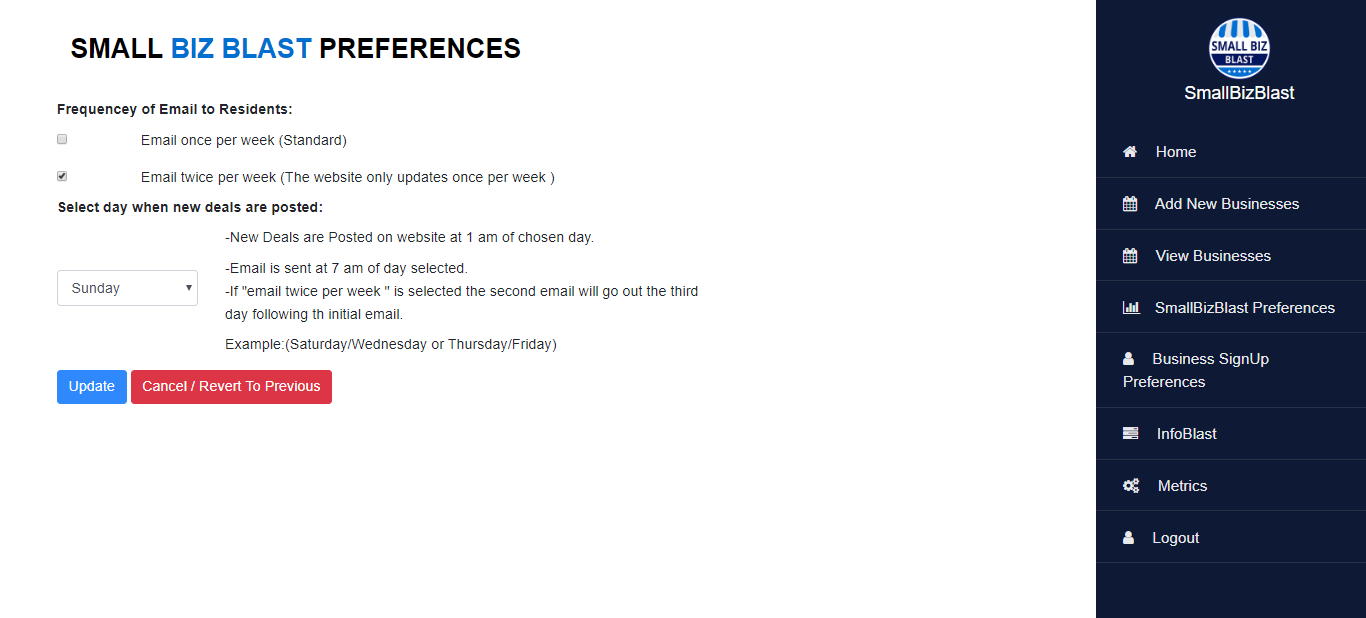 SMALL BIZ BLAST PREFERENCES
Frequencey of Email to Residents:
Email once per week (Standard)
Email twice per week (The website only updates once per week )
Select day when new deals are posted:
-New Deals are Posted on website at 1 am of chosen day.
Sunday
-Email is sent at 7 am of day selected.
-If "email twice per week " is selected the second email will go out the third
day following th initial email.
Example:(Saturday/Wednesday or Thursday/Friday)
Update
Cancel / Revert To Previous
SMALL BIZ
BLAST
SmallBizBlast
Home
Add New Businesses
View Businesses
SmallBizBlast Preferences
Business SignUp
Preferences
InfoBlast
Metrics
Logout